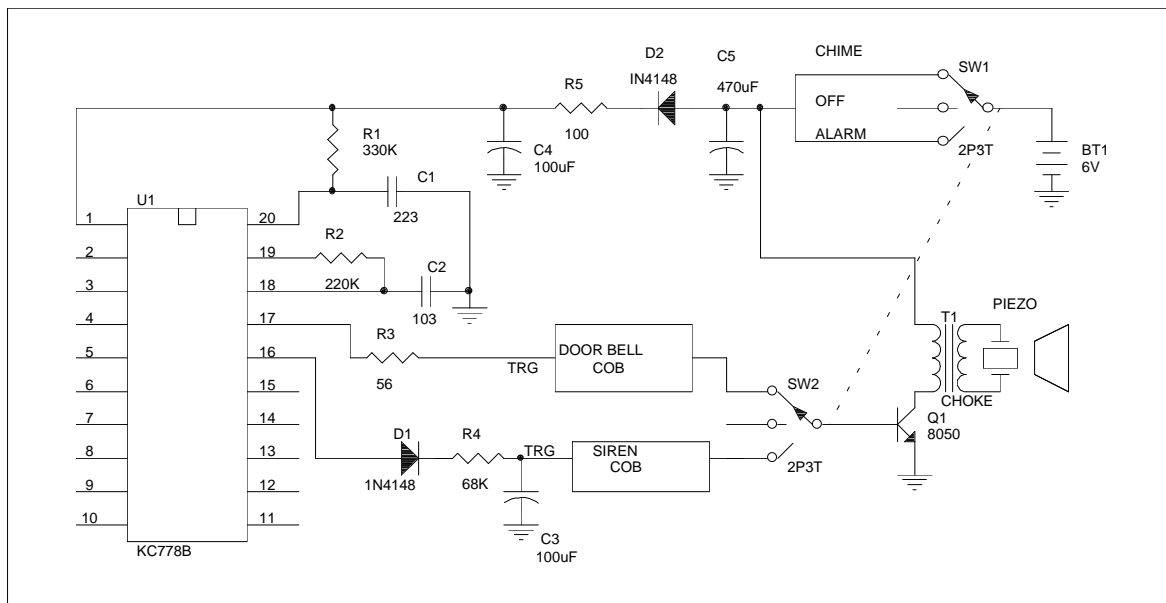 D2
C5
CHIME
SW1
R5
IN4148
470uF
OFF
R1
330K
100
ALARM
2P3T
C4
100uF
BT1
6V
C1
U1
1
20
223
R2
2
19
C2
3
18
220K
103
4
17
R3
T1
PIEZO
5
16
56
TRG
DOOR BELL
COB
6
15
SW2
CHOKE
7
14
Q1
8050
D1
R4
8
13
TRG
SIREN
COB
2P3T
1N4148
68K
9
12
10
11
C3
100uF
KC778B